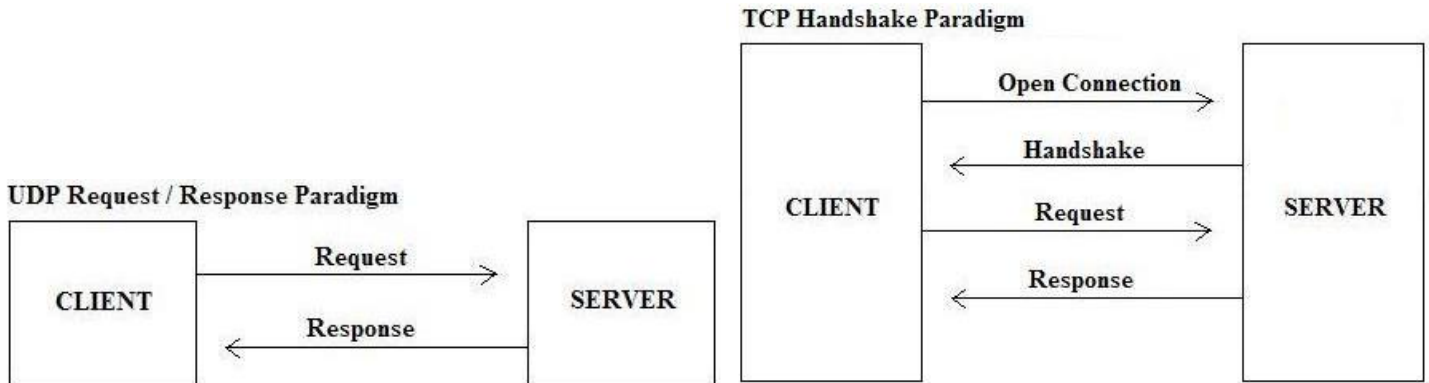 UDP Request / Response Paradigm
CLIENT
Request
Response
SERVER
TCP Handshake Paradigm
CLIENT
Open Connection
Handshake
Request
Response
SERVER